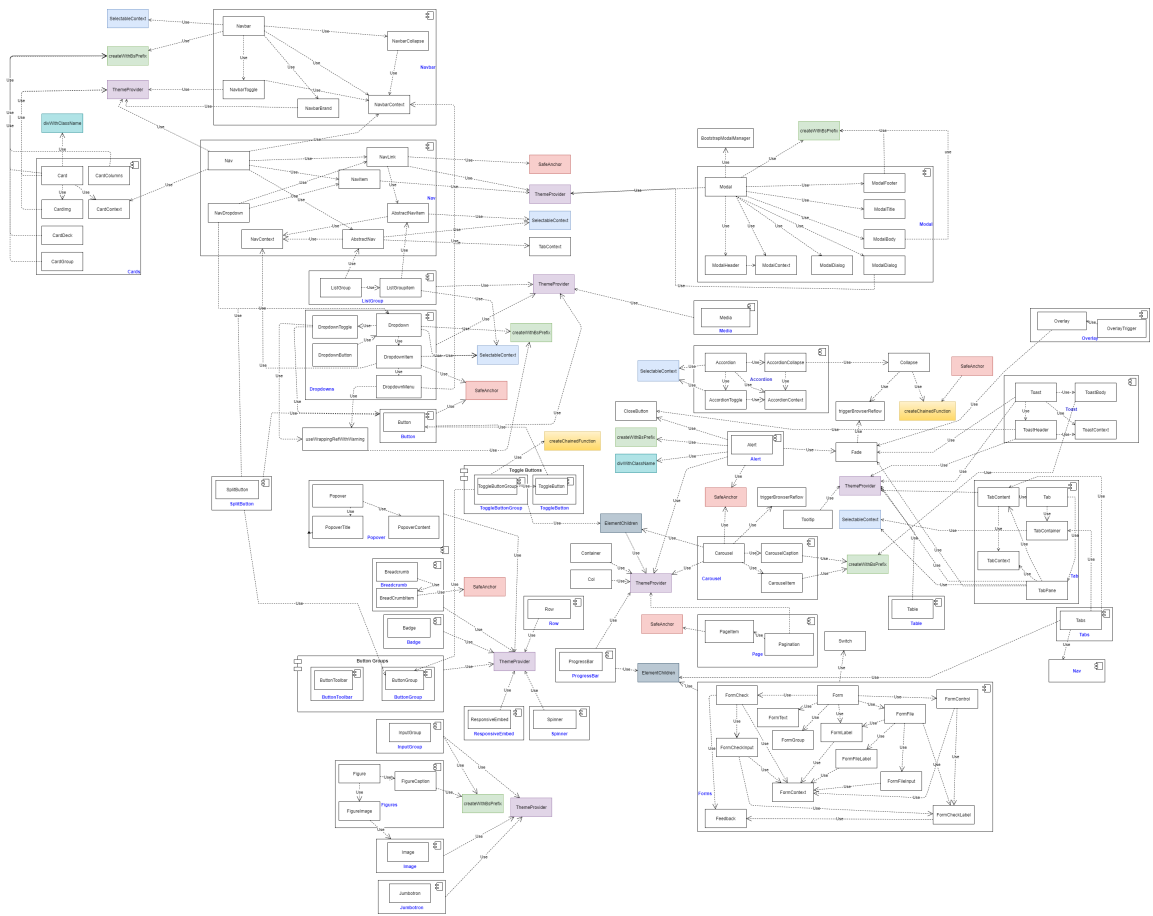 SelectableContext
createWithBsPrefix
ThemeProvider
divWithClassName
Navbar
NavbarCollapse
NavbarToggle
NavbarBrand
NavbarContext
Navbar
Card
CardColumns
CardImg
CardContext
CardDeck
CardGroup
Cards
Nav
NavLink
NavItem
NavDropdown
AbstractNavItem
NavContext
AbstractNav
Nav
SafeAnchor
ThemeProvider
SelectableContext
TabContext
BootstrapModalManager
createWithBsPrefix
Modal
ModalFooter
ModalTitle
ModalBody
ModalHeader
ModalContext
ModalDialog
ModalDialog
Modal
ListGroup
ListGroupItem
ListGroup
ThemeProvider
Media
Media
DropdownToggle
Dropdown
DropdownButton
DropdownItem
DropdownMenu
Dropdowns
createWithBsPrefix
SelectableContext
SafeAnchor
Button
Button
useWrappingRefWithWarning
createChainedFunction
Overlay
OverlayTrigger
Overlay
SelectableContext
Accordion
AccordionCollapse
Accordion
AccordionToggle
AccordionContext
Collapse
SafeAnchor
triggerBrowserReflow
createChainedFunction
Toast
ToastBody
Toast
ToastHeader
ToastContext
CloseButton
createWithBsPrefix
divWithClassName
Alert
Alert
Fade
SplitButton
SplitButton
Toggle Buttons
ToggleButtonGroup
ToggleButton
ToggleButtonGroup
ToggleButton
Popover
PopoverTitle
PopoverContent
Popover
SafeAnchor
triggerBrowserReflow
ThemeProvider
Tooltip
SelectableContext
TabContent
Tab
TabContainer
TabContext
TabPane
Tab
ElementChildren
Container
Col
ThemeProvider
Carousel
CarouselCaption
CarouselItem
Carousel
createWithBsPrefix
Breadcrumb
Breadcrumb
BreadCrumbItem
SafeAnchor
Badge
Badge
Row
Row
Table
Table
Tabs
Tabs
Nav
SafeAnchor
PageItem
Pagination
Page
Switch
Button Groups
ButtonToolbar
ButtonGroup
ButtonToolbar
ButtonGroup
ThemeProvider
ProgressBar
ProgressBar
ElementChildren
ResponsiveEmbed
ResponsiveEmbed
Spinner
Spinner
FormCheck
Form
FormControl
FormText
FormFile
FormLabel
FormGroup
FormCheckInput
FormFileLabel
FormFileInput
FormContext
Forms
Feedback
FormCheckLabel
InputGroup
InputGroup
Figure
FigureCaption
FigureImage
Figures
createWithBsPrefix
ThemeProvider
Image
Image
Jumbotron
Jumbotron